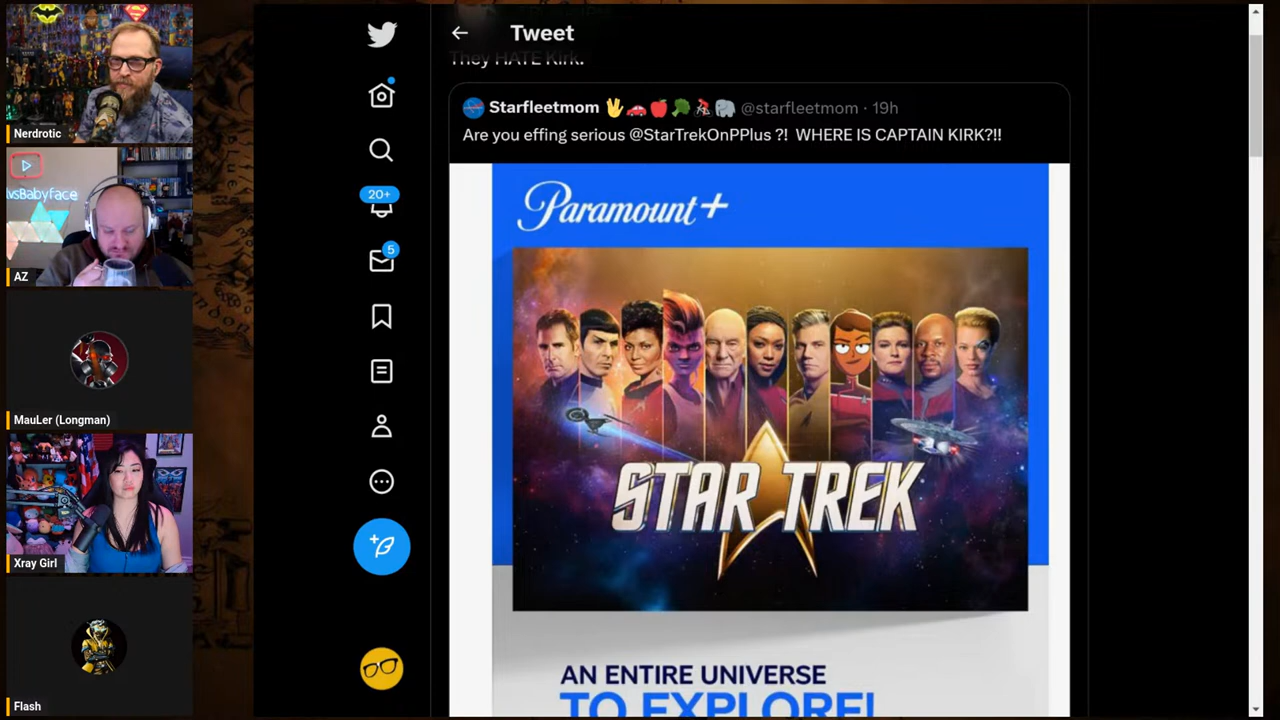 Nerdrotic
vsBabyface
AZ
MauLer (Longman)
Xray Girl
Flash
20+
5
Tweet
They HATE Kirk.
Starfleetmom @starfleetmom · 19h
Are you effing serious @StarTrekOnPPlus ?! WHERE IS CAPTAIN KIRK?!!
Paramount+
STAR TREK
AN ENTIRE UNIVERSE
TO EXPLORE!